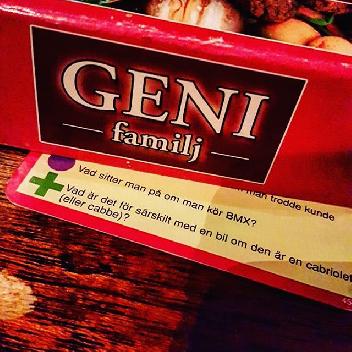 GENI
familj
man trodde kunde
Vad sitter man på om man kör BMX?
Vad är det för särskilt med en bil om den är en cabriolet
(eller cabbe)?